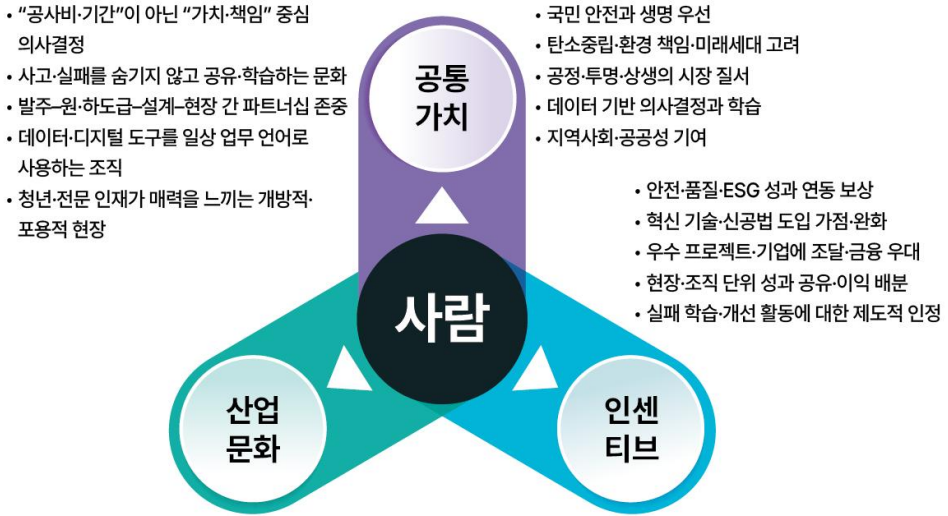 • “공사비·기간”이 아닌 “가치·책임” 중심
의사결정
• 사고·실패를 숨기지 않고 공유·학습하는 문화
• 발주–원·하도급–설계–현장 간 파트너십 존중
• 데이터·디지털 도구를 일상 업무 언어로
사용하는 조직
• 청년·전문 인재가 매력을 느끼는 개방적·
포용적 현장
공통
가치
• 국민 안전과 생명 우선
• 탄소중립·환경 책임·미래세대 고려
• 공정·투명·상생의 시장 질서
• 데이터 기반 의사결정과 학습
• 지역사회·공공성 기여
• 안전·품질·ESG 성과 연동 보상
• 혁신 기술·신공법 도입 가점·완화
• 우수 프로젝트·기업에 조달·금융 우대
• 현장·조직 단위 성과 공유·이익 배분
• 실패 학습·개선 활동에 대한 제도적 인정
사람
산업
문화
인센
티브